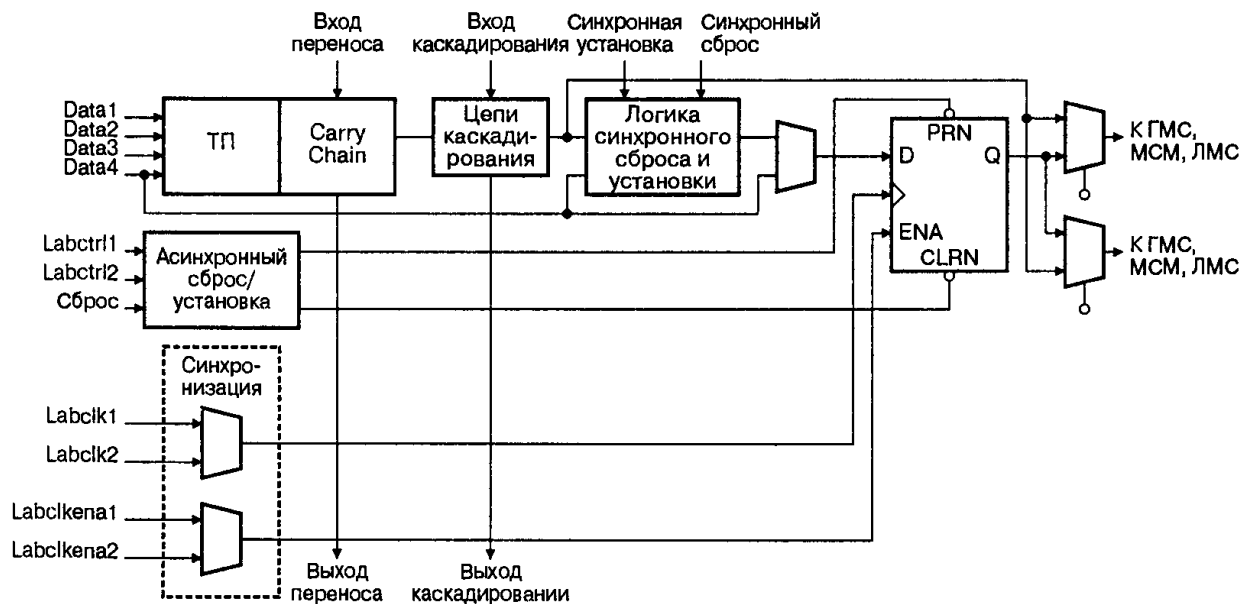 Вход
переноса
Вход
каскадирования
Синхронная
установка
Синхронный
сброс
Data1
Data2
Data3
Data4
ТП
Carry
Chain
Цепи
каскади-
рования
Логика
синхронного
сброса и
установки
PRN
D
Q
ENA
CLRN
К ГМС,
МСМ, ЛМС
К ГМС,
МСМ, ЛМС
Labctrl1
Labctrl2
Сброс
Асинхронный
сброс/
установка
Синхро-
низация
Labclk1
Labclk2
Labclkena1
Labclkena2
Выход
переноса
Выход
каскадировании